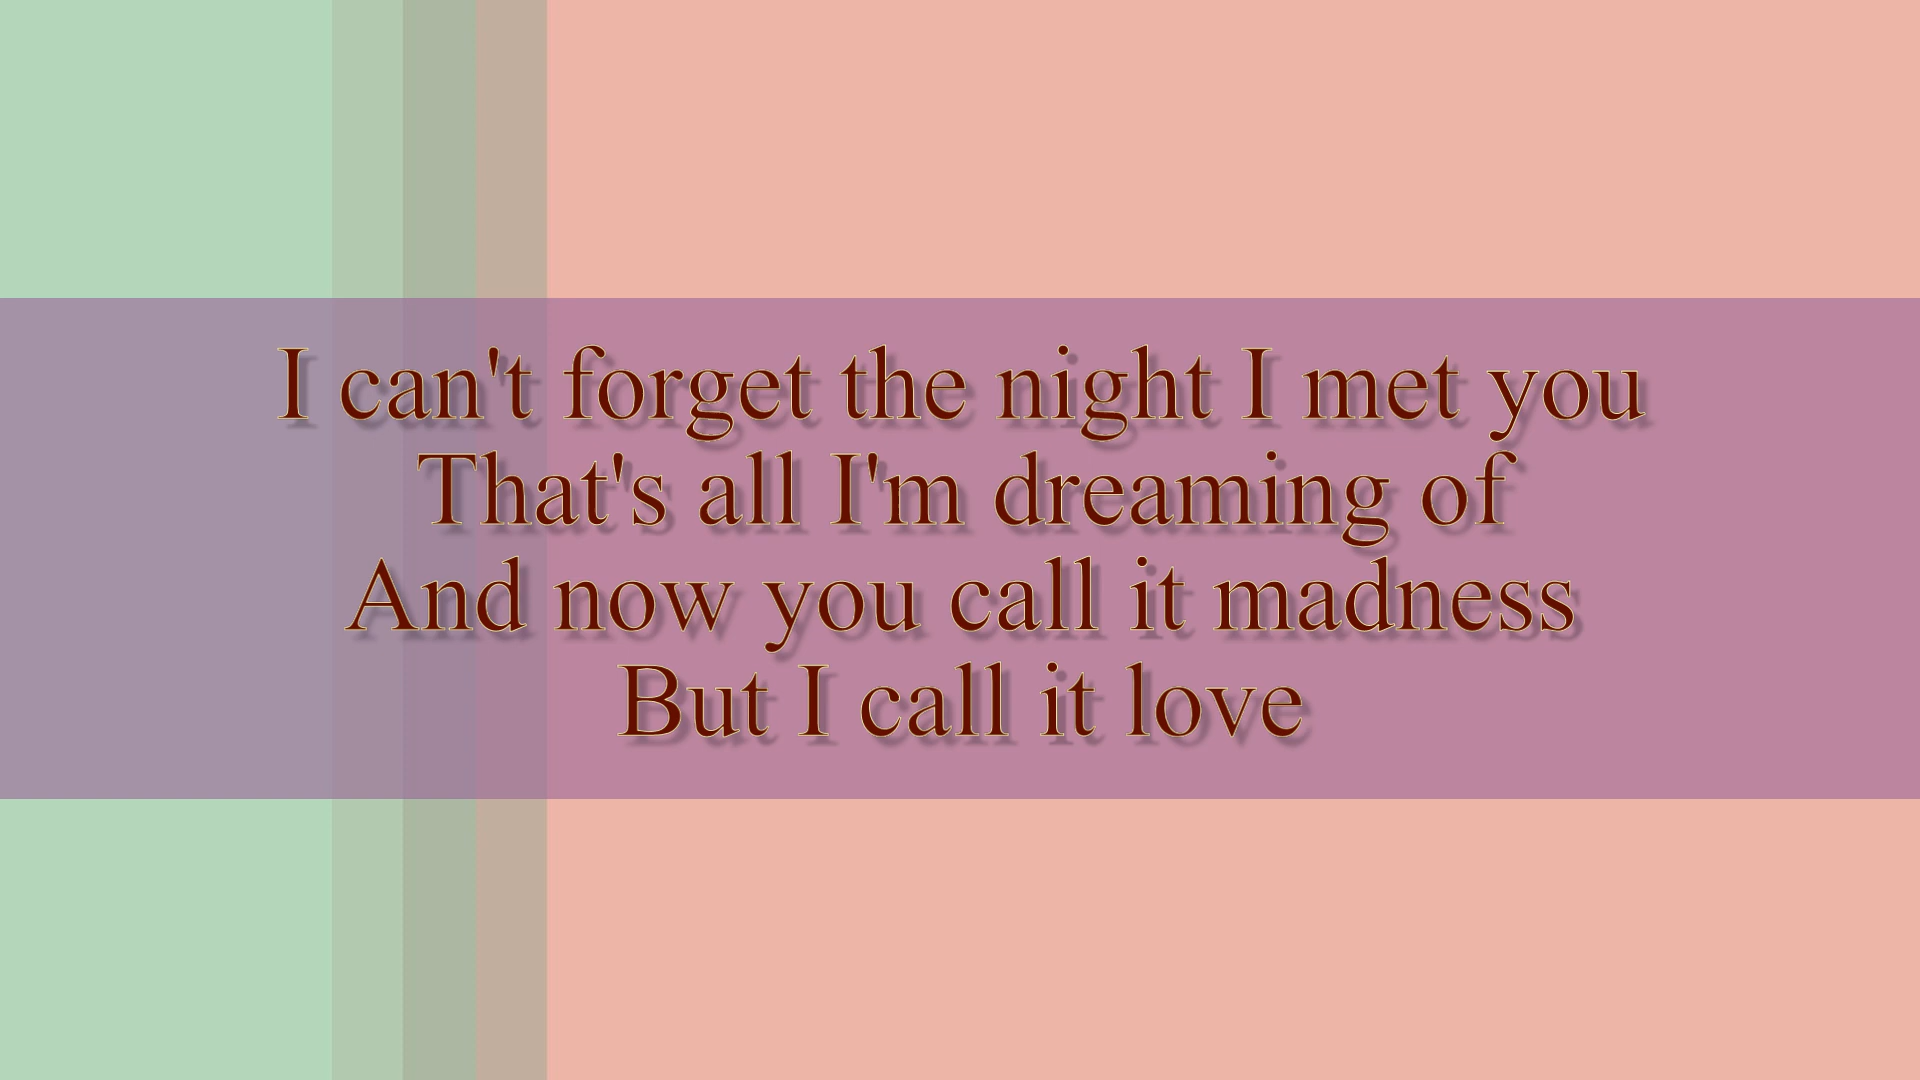 I can't forget the night I met you
That's all I'm dreaming of
And now you call it madness
But I call it love